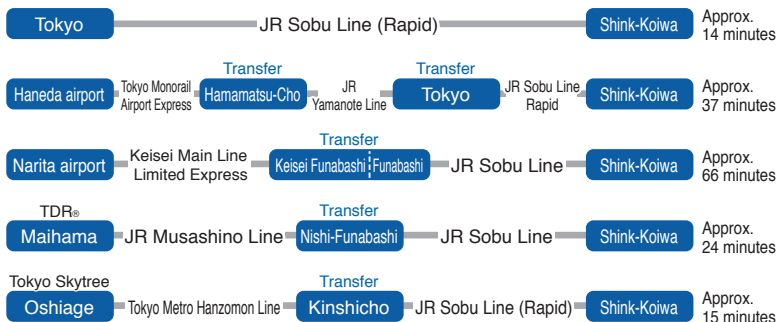 Tokyo JR Sobu Line (Rapid) Shink-Koiwa Approx. 14 minutes
Transfer Transfer
Haneda airport Tokyo Monorail Airport Express Hamamatsu-Cho JR Yamanote Line Tokyo JR Sobu Line Rapid Shink-Koiwa Approx. 37 minutes
Transfer
Narita airport Keisei Main Line Limited Express Keisei Funabashi Funabashi JR Sobu Line Shink-Koiwa Approx. 66 minutes
TDR® Transfer
Maihama JR Musashino Line Nishi-Funabashi JR Sobu Line Shink-Koiwa Approx. 24 minutes
Tokyo Skytree Transfer
Oshiage Tokyo Metro Hanzomon Line Kinshicho JR Sobu Line (Rapid) Shink-Koiwa Approx. 15 minutes